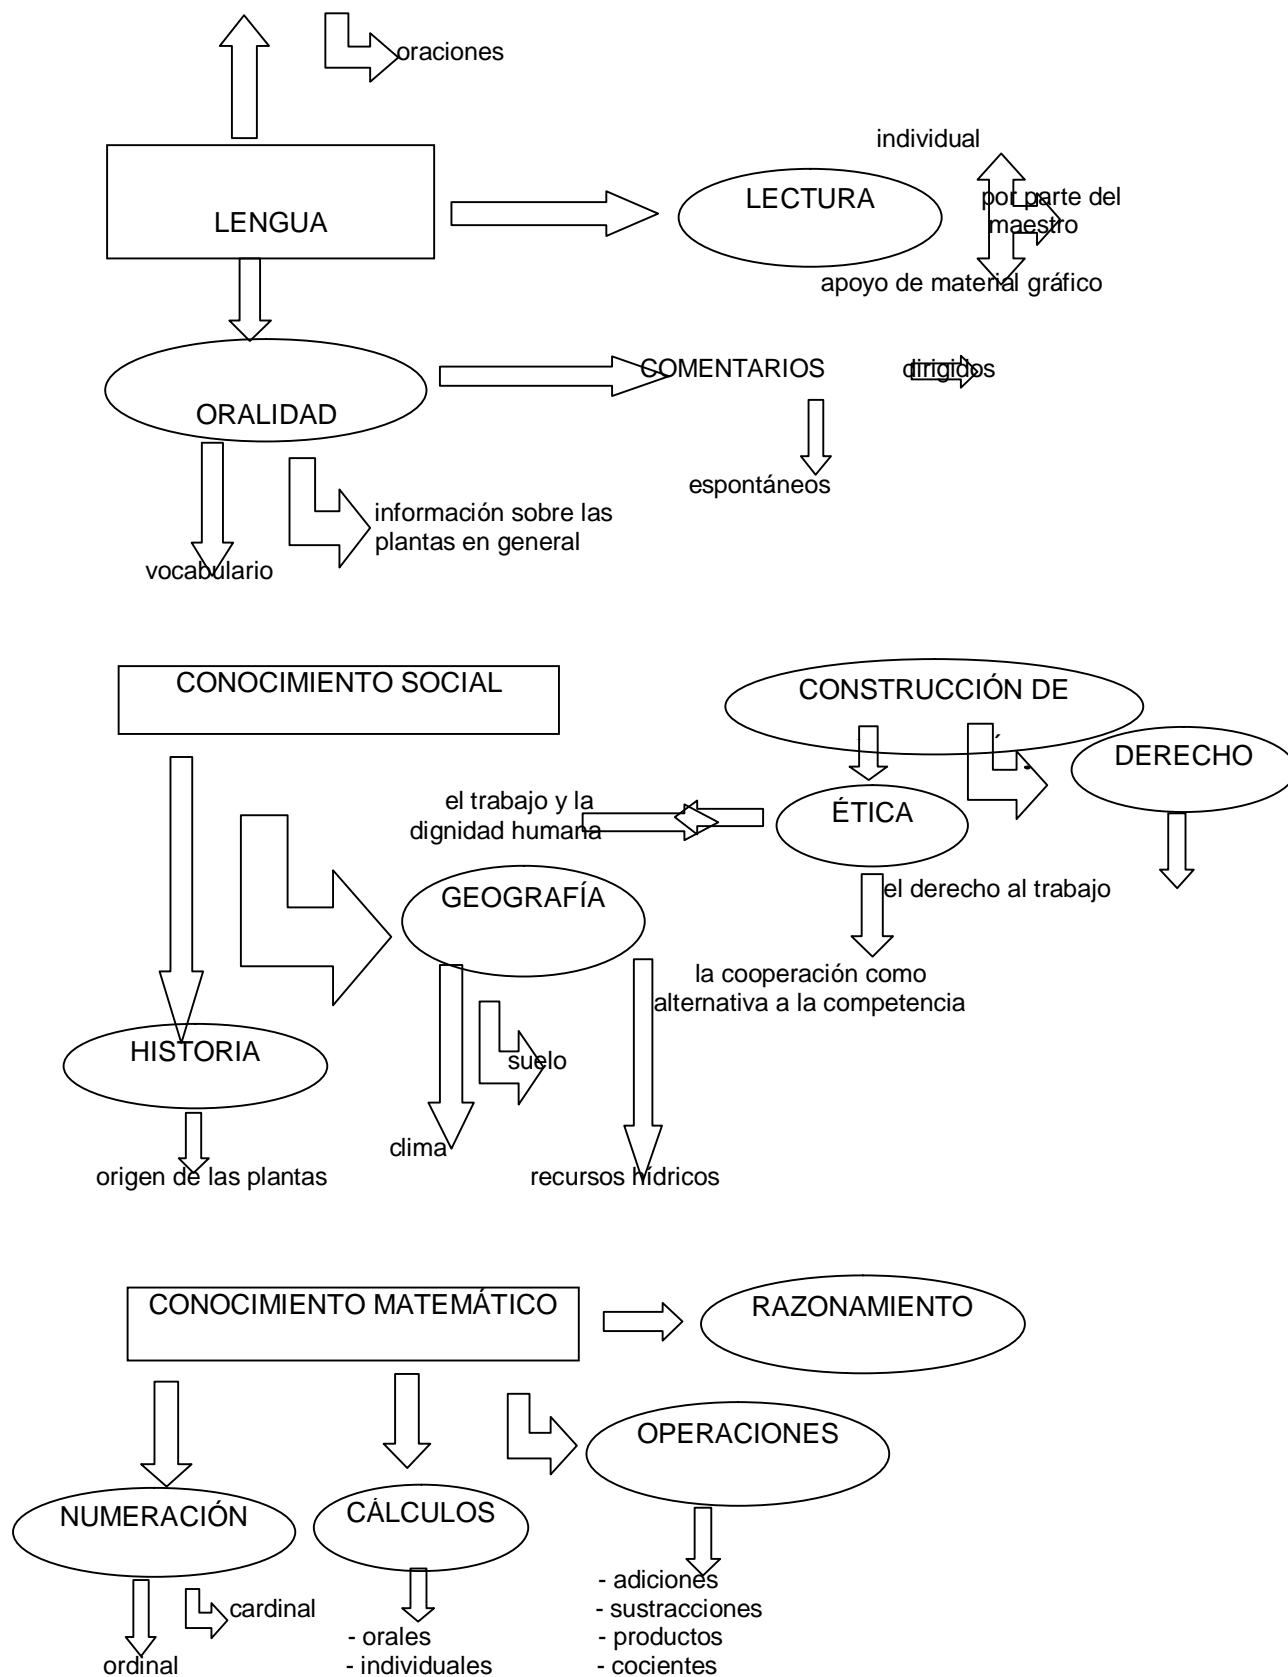 oraciones
individual
LECTURA
por parte del
maestro
LENGUA
apoyo de material gráfico
COMENTARIOS
dirigidos
ORALIDAD
espontáneos
información sobre las
plantas en general
vocabulario
CONOCIMIENTO SOCIAL
CONSTRUCCIÓN DE
DERECHO
el trabajo y la
dignidad humana
ÉTICA
GEOGRAFÍA
el derecho al trabajo
la cooperación como
alternativa a la competencia
HISTORIA
suelo
clima
origen de las plantas
recursos hídricos
CONOCIMIENTO MATEMÁTICO
RAZONAMIENTO
OPERACIONES
NUMERACIÓN
CÁLCULOS
- adiciones
- sustracciones
- productos
- cocientes
cardinal
ordinal
- orales
- individuales